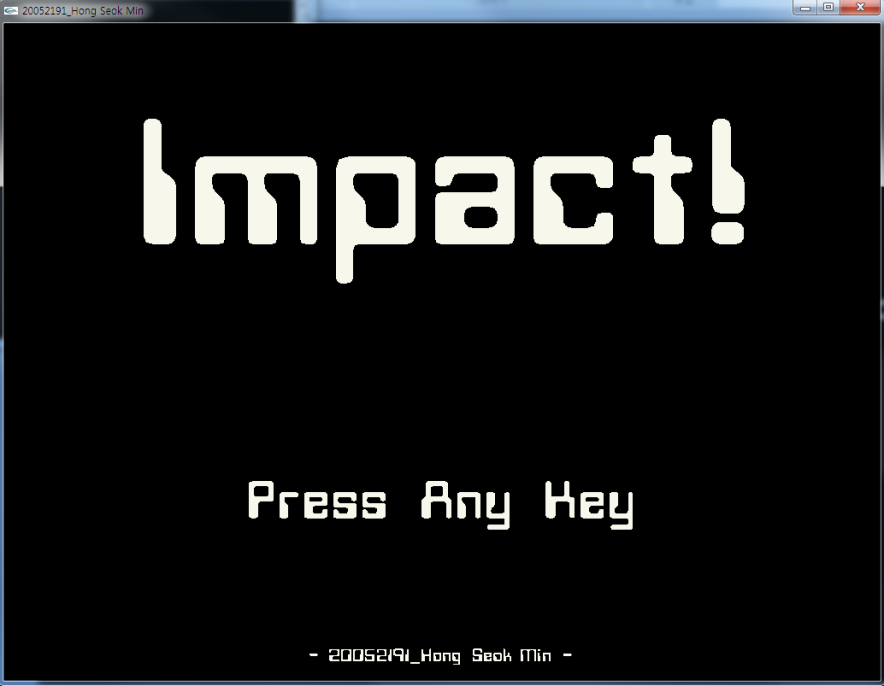 20052191_Hong Seok Min
Impact!
Press Any Key
- 20052191_Hong Seok Min -